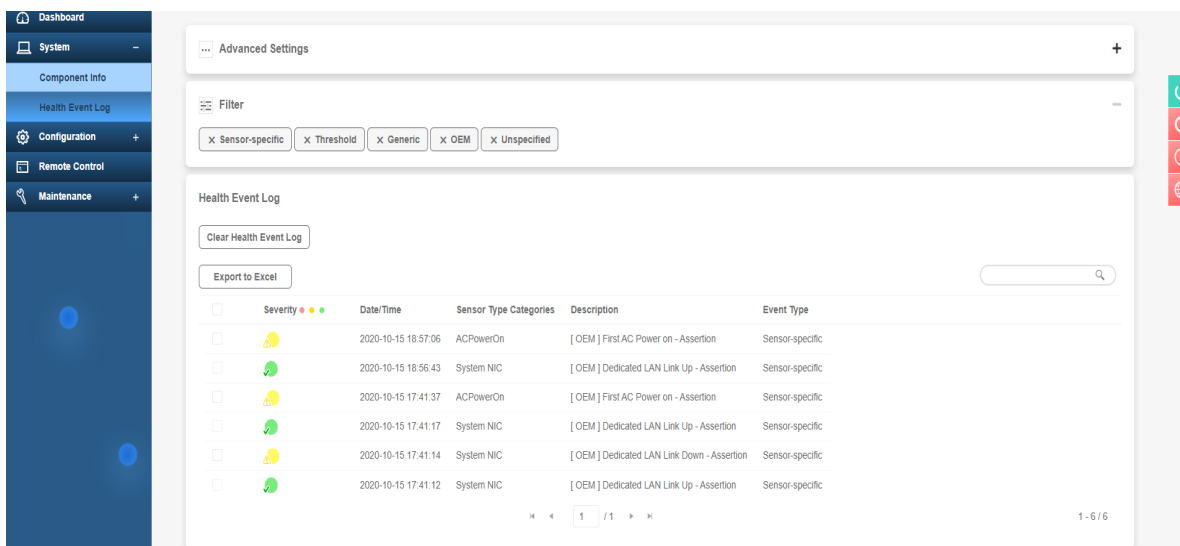 Dashboard
System –
Component Info
Health Event Log
Configuration +
Remote Control
Maintenance +
... Advanced Settings +
Filter –
X Sensor-specific X Threshold X Generic X OEM X Unspecified
Health Event Log
Clear Health Event Log
Export to Excel
Severity Date/Time Sensor Type Categories Description Event Type
2020-10-15 18:57:06 ACPowerOn [ OEM ] First AC Power on - Assertion Sensor-specific
2020-10-15 18:56:43 System NIC [ OEM ] Dedicated LAN Link Up - Assertion Sensor-specific
2020-10-15 17:41:37 ACPowerOn [ OEM ] First AC Power on - Assertion Sensor-specific
2020-10-15 17:41:17 System NIC [ OEM ] Dedicated LAN Link Up - Assertion Sensor-specific
2020-10-15 17:41:14 System NIC [ OEM ] Dedicated LAN Link Down - Assertion Sensor-specific
2020-10-15 17:41:12 System NIC [ OEM ] Dedicated LAN Link Up - Assertion Sensor-specific
1 / 1 1 - 6 / 6